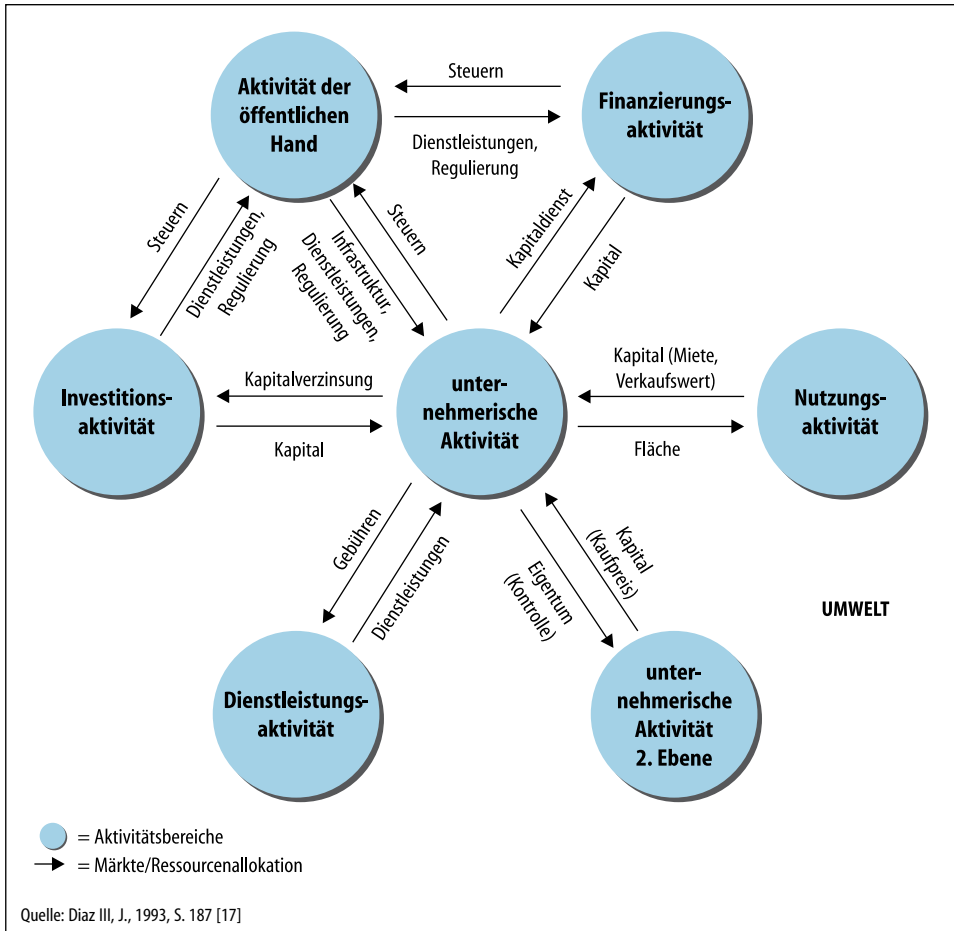 Aktivität der
öffentlichen
Hand
Steuern
Dienstleistungen,
Regulierung
Finanzierungs-
aktivität
Steuern
Dienstleistungen,
Regulierung
Infrastruktur,
Dienstleistungen,
Regulierung
Steuern
Kapitaldienst
Kapital
Investitions-
aktivität
Kapitalverzinsung
Kapital
unter-
nehmerische
Aktivität
Kapital (Miete,
Verkaufswert)
Fläche
Nutzungs-
aktivität
Gebühren
Dienstleistungen
Eigentum
(Kontrolle)
Kapital
(Kaufpreis)
UMWELT
Dienstleistungs-
aktivität
unter-
nehmerische
Aktivität
2. Ebene
= Aktivitätsbereiche
= Märkte/Ressourcenallokation
Quelle: Diaz III, J., 1993, S. 187 [17]